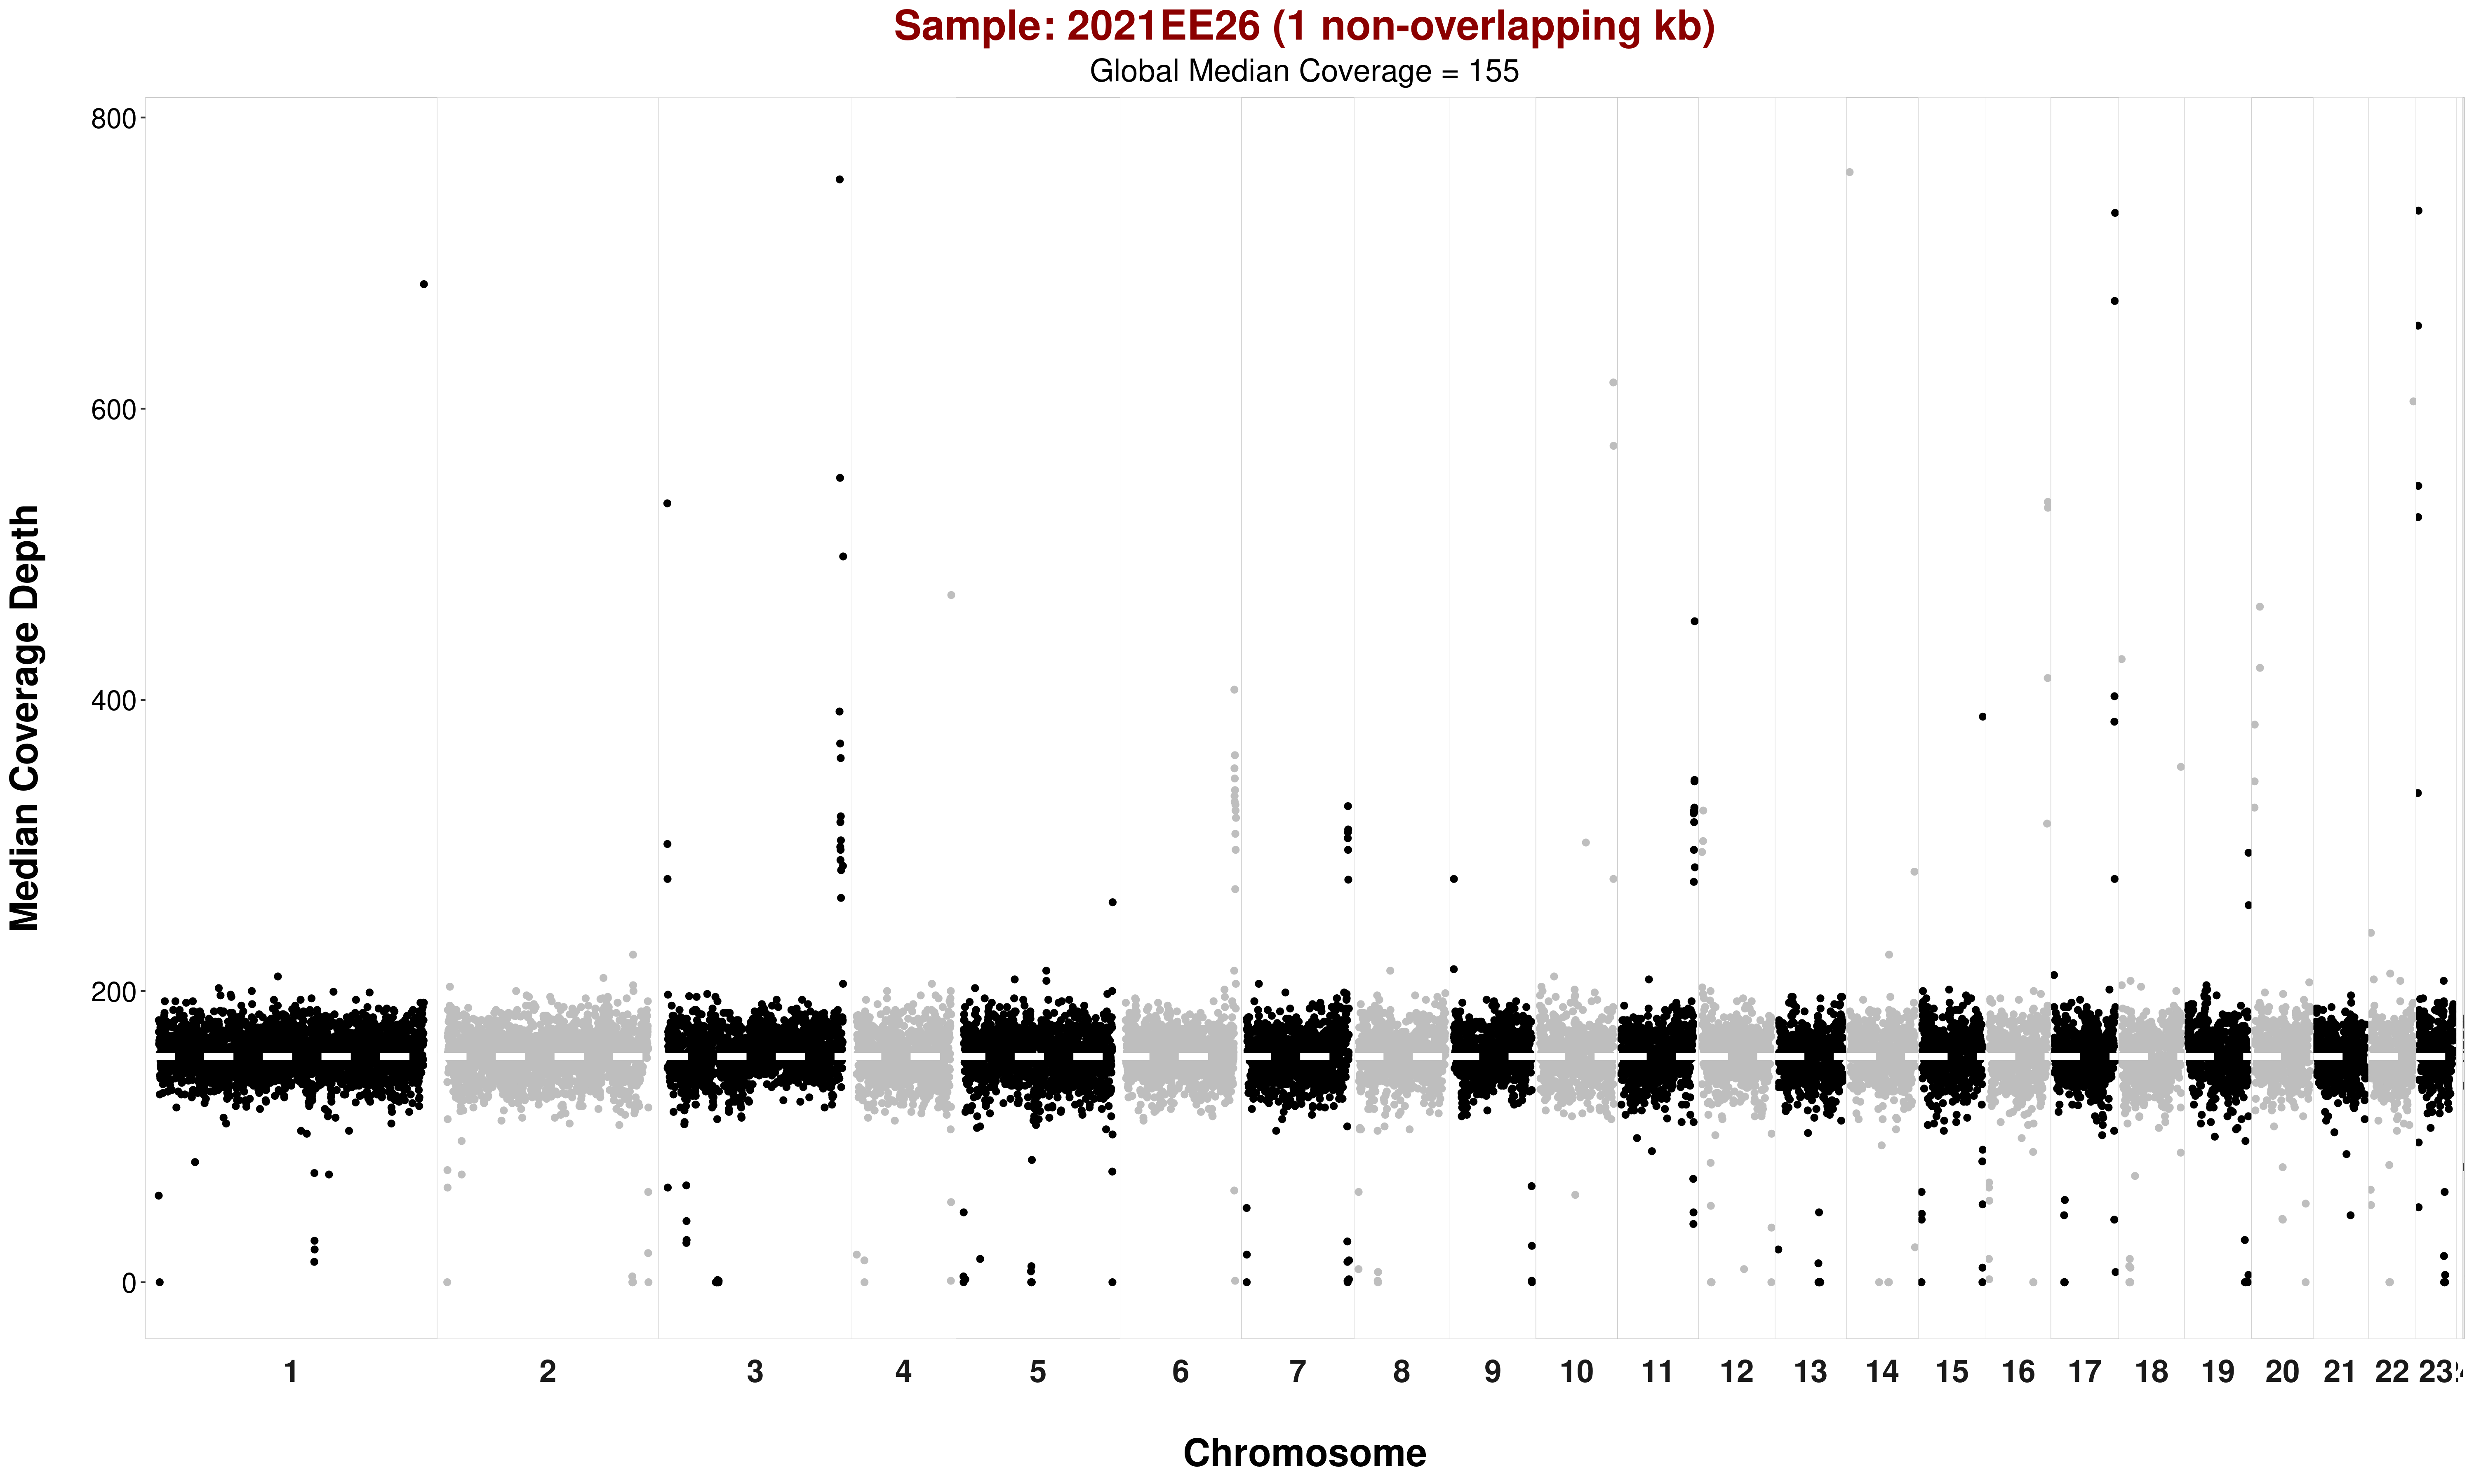 Sample: 2021EE26 (1 non-overlapping kb)
Global Median Coverage = 155
Median Coverage Depth
800
600
400
200
0
1 2 3 4 5 6 7 8 9 10 11 12 13 14 15 16 17 18 19 20 21 22 23
Chromosome